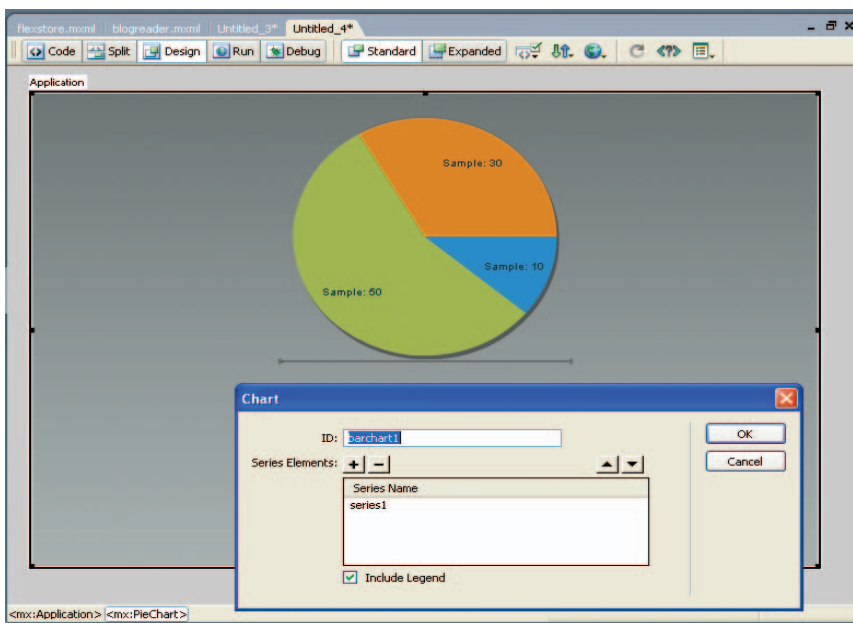 flexstore.mxml blogreader.mxml Untitled_3* Untitled_4*
Code Split Design Run Debug Standard Expanded
Application
Sample: 30
Sample: 10
Sample: 50
Chart
ID: barchart1
OK
Series Elements:
Cancel
Series Name
series1
Include Legend
<mx:Application> <mx:PieChart>